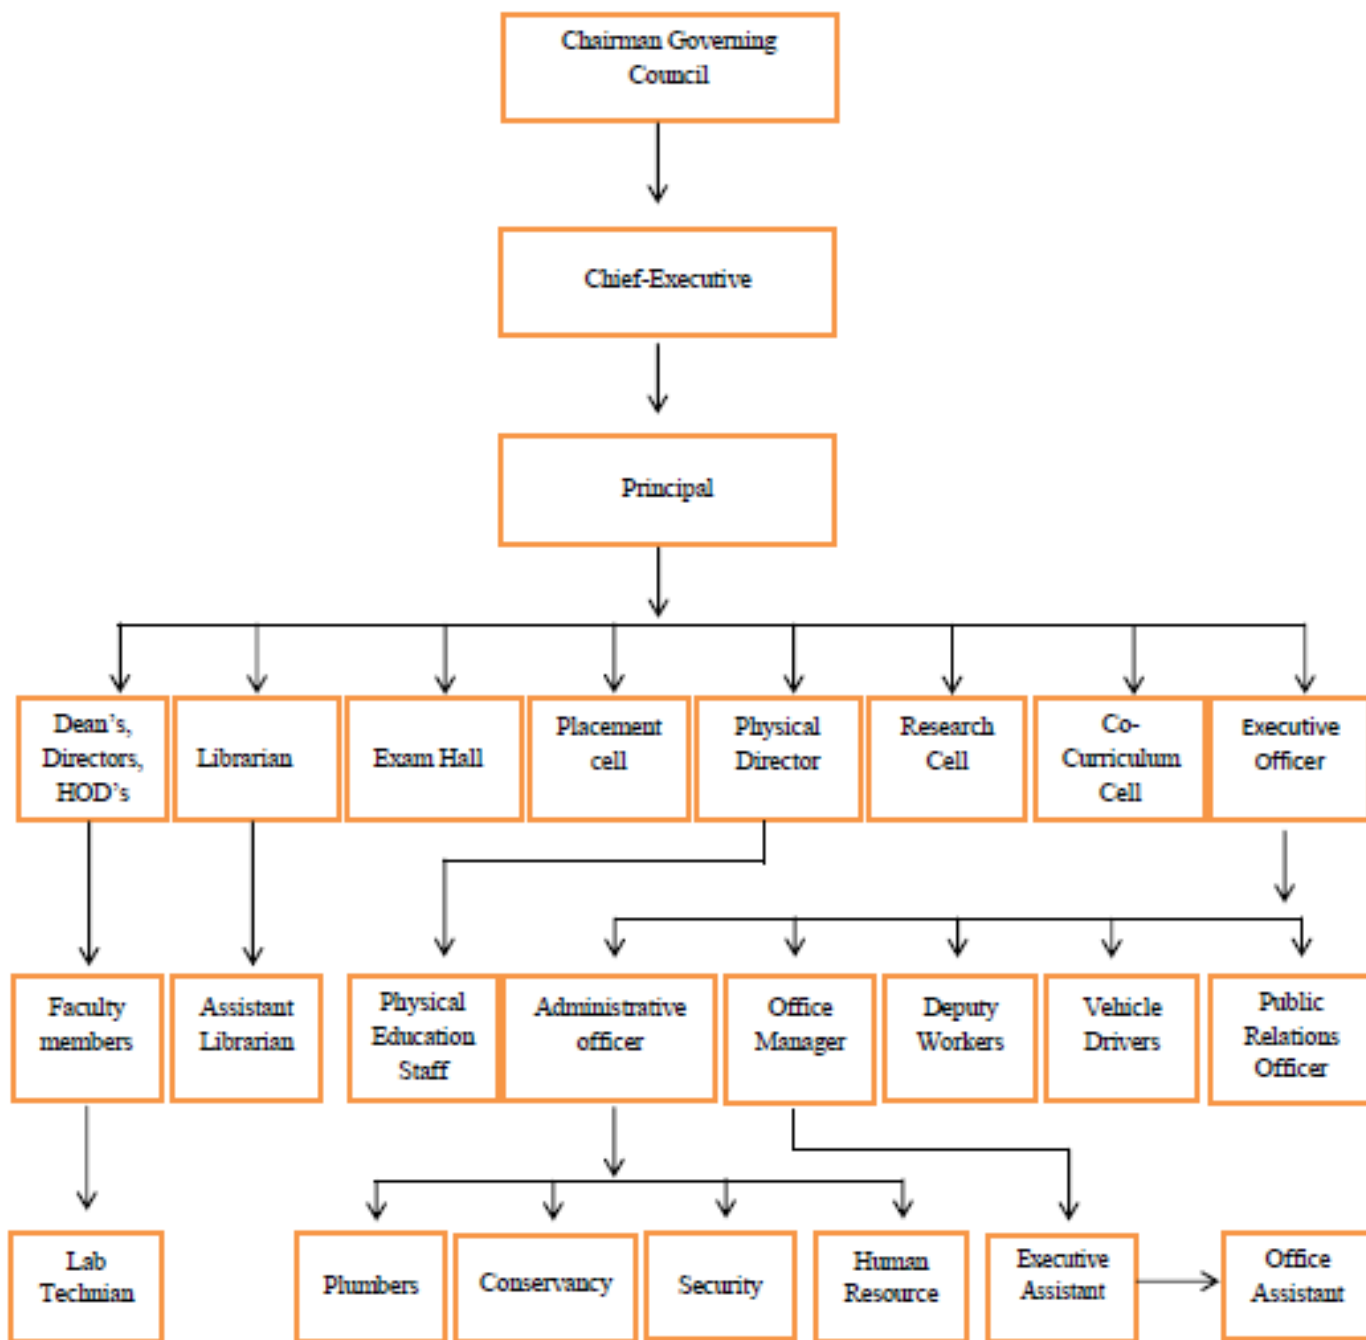 Chairman Governing
Council
Chief-Executive
Principal
Dean's,
Directors,
HOD's
Librarian
Exam Hall
Placement
cell
Physical
Director
Research
Cell
Co-
Curriculum
Cell
Executive
Officer
Faculty
members
Assistant
Librarian
Physical
Education
Staff
Administrative
officer
Office
Manager
Deputy
Workers
Vehicle
Drivers
Public
Relations
Officer
Lab
Technian
Plumbers
Conservancy
Security
Human
Resource
Executive
Assistant
Office
Assistant